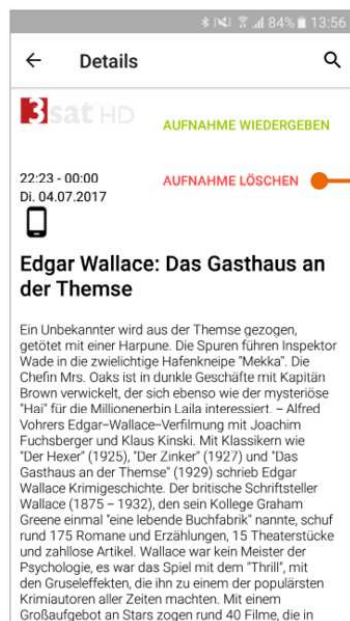 84% 13:56
Details
3sat HD
AUFNAHME WIEDERGEBEN
22:23 - 00:00
AUFNAHME LÖSCHEN
Di. 04.07.2017
Edgar Wallace: Das Gasthaus an
der Themse
Ein Unbekannter wird aus der Themse gezogen,
getötet mit einer Harpune. Die Spuren führen Inspektor
Wade in die zwielichtige Hafenkneipe "Mekka". Die
Chefin Mrs. Oaks ist in dunkle Geschäfte mit Kapitän
Brown verwickelt, der sich ebenso wie der mysteriöse
"Hai" für die Millionenerbin Laila interessiert. – Alfred
Vohrers Edgar-Wallace-Verfilmung mit Joachim
Fuchsberger und Klaus Kinski. Mit Klassikern wie
"Der Hexer" (1925), "Der Zinker" (1927) und "Das
Gasthaus an der Themse" (1929) schrieb Edgar
Wallace Krimigeschichte. Der britische Schriftsteller
Wallace (1875 – 1932), den sein Kollege Graham
Greene einmal "eine lebende Buchfabrik" nannte, schuf
rund 175 Romane und Erzählungen, 15 Theaterstücke
und zahllose Artikel. Wallace war kein Meister der
Psychologie, es war das Spiel mit dem "Thrill", mit
den Gruseleffekten, die ihn zu einem der populärsten
Krimiautoren aller Zeiten machten. Mit einem
Großaufgebot an Stars zogen rund 40 Filme, die in